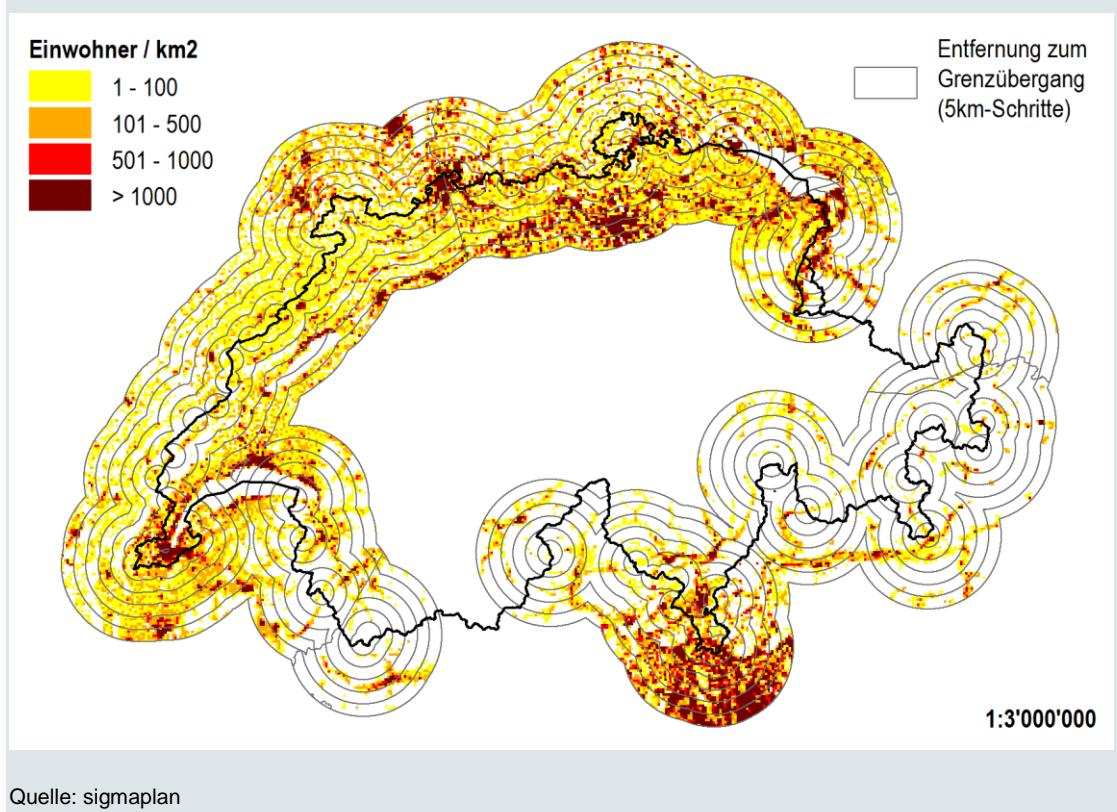 Einwohner / km2
1 - 100
101 - 500
501 - 1000
> 1000
Entfernung zum
Grenzübergang
(5km-Schritte)
1:3'000'000
Quelle: sigmaplan